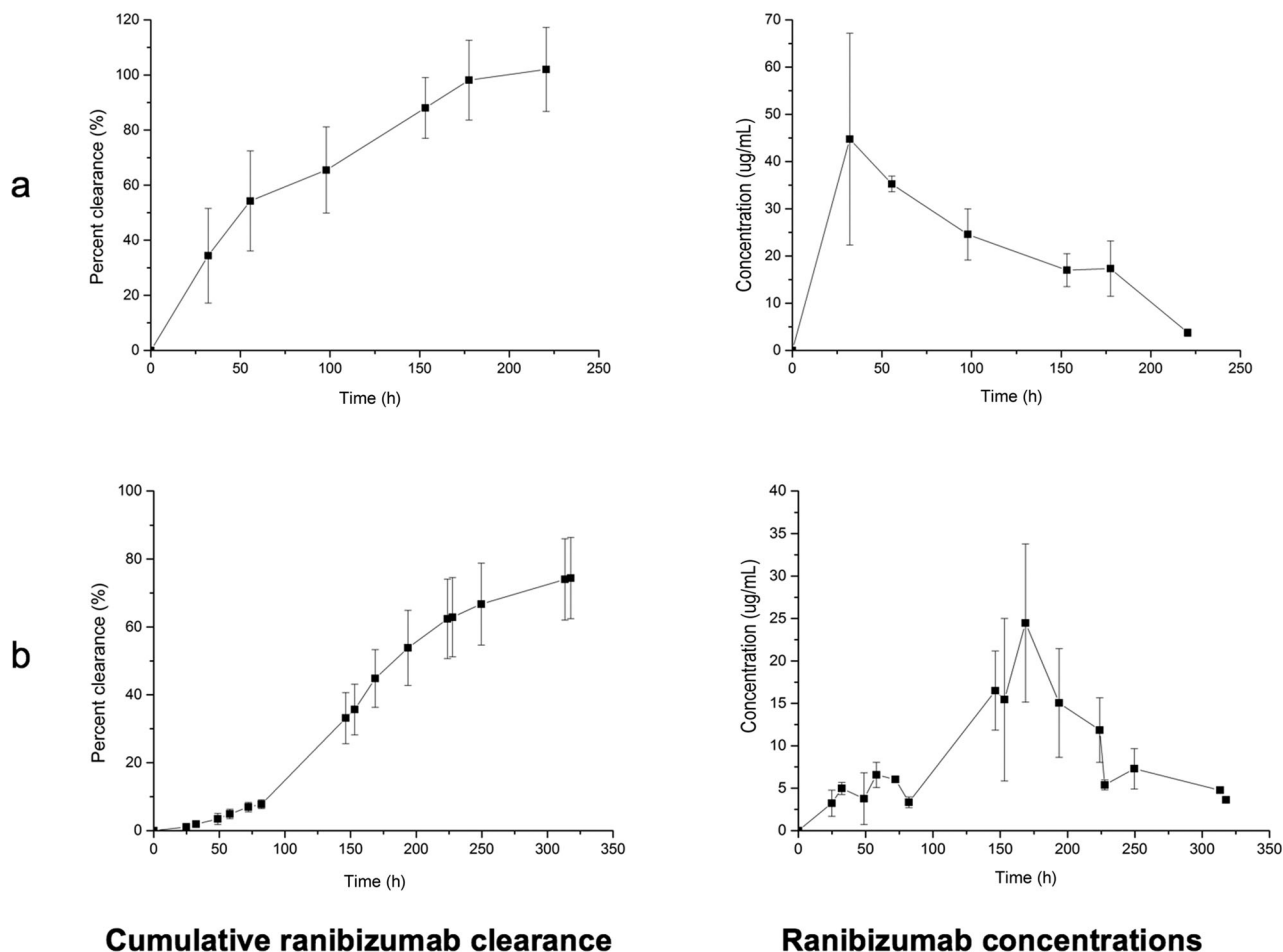 a
Percent clearance (%)
120
100
80
60
40
20
0
0 50 100 150 200 250
Time (h)
Concentration (ug/mL)
70
60
50
40
30
20
10
0
0 50 100 150 200 250
Time (h)
b
Percent clearance (%)
100
80
60
40
20
0
0 50 100 150 200 250 300 350
Time (h)
Concentration (ug/mL)
40
35
30
25
20
15
10
5
0
0 50 100 150 200 250 300 350
Time (h)
Cumulative ranibizumab clearance
Ranibizumab concentrations